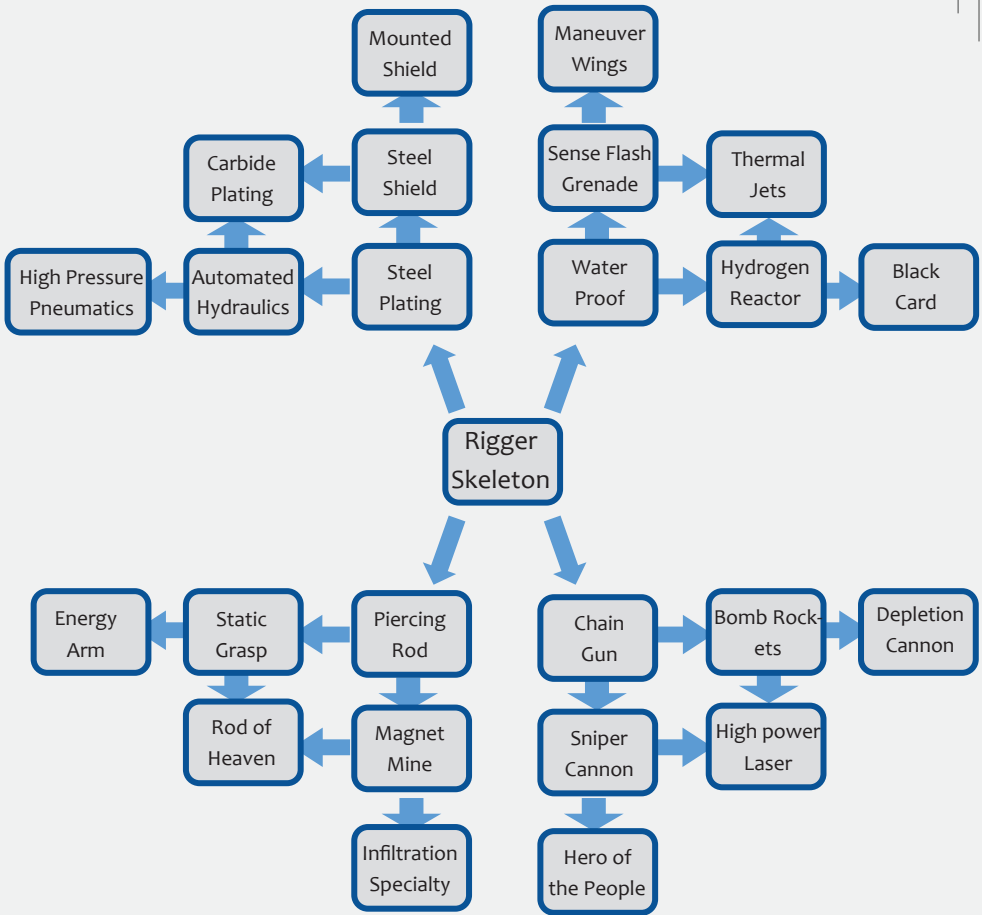 Mounted
Shield
Maneuver
Wings
Carbide
Plating
Steel
Shield
Sense Flash
Grenade
Thermal
Jets
High Pressure
Pneumatics
Automated
Hydraulics
Steel
Plating
Water
Proof
Hydrogen
Reactor
Black
Card
Rigger
Skeleton
Energy
Arm
Static
Grasp
Piercing
Rod
Chain
Gun
Bomb Rock-
ets
Depletion
Cannon
Rod of
Heaven
Magnet
Mine
Sniper
Cannon
High power
Laser
Infiltration
Specialty
Hero of
the People